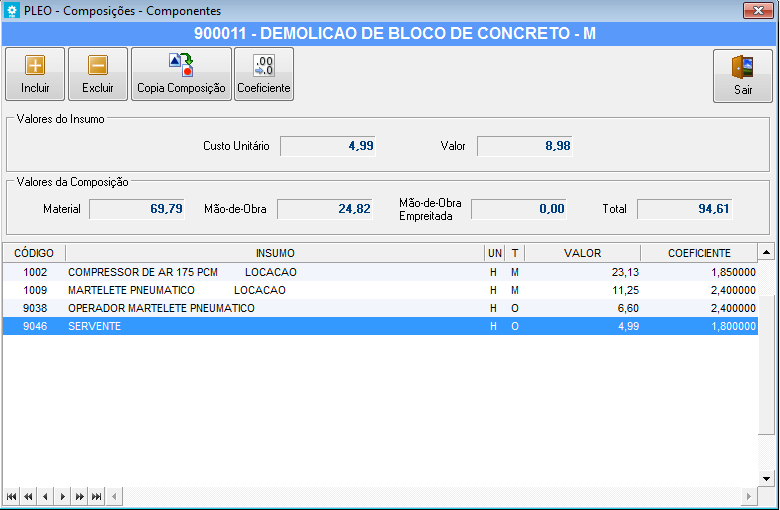 PLEO - Composições - Componentes
900011 - DEMOLICAO DE BLOCO DE CONCRETO - M
Incluir Excluir Copia Composição .00 →.0 Coeficiente Sair
Valores do Insumo
Custo Unitário 4,99 Valor 8,98
Valores da Composição
Material 69,79 Mão-de-Obra 24,82 Mão-de-Obra Empreitada 0,00 Total 94,61
CÓDIGO INSUMO UN T VALOR COEFICIENTE
1002 COMPRESSOR DE AR 175 PCM LOCACAO H M 23,13 1,850000
1009 MARTELETE PNEUMATICO LOCACAO H M 11,25 2,400000
9038 OPERADOR MARTELETE PNEUMATICO H O 6,60 2,400000
9046 SERVENTE H O 4,99 1,800000